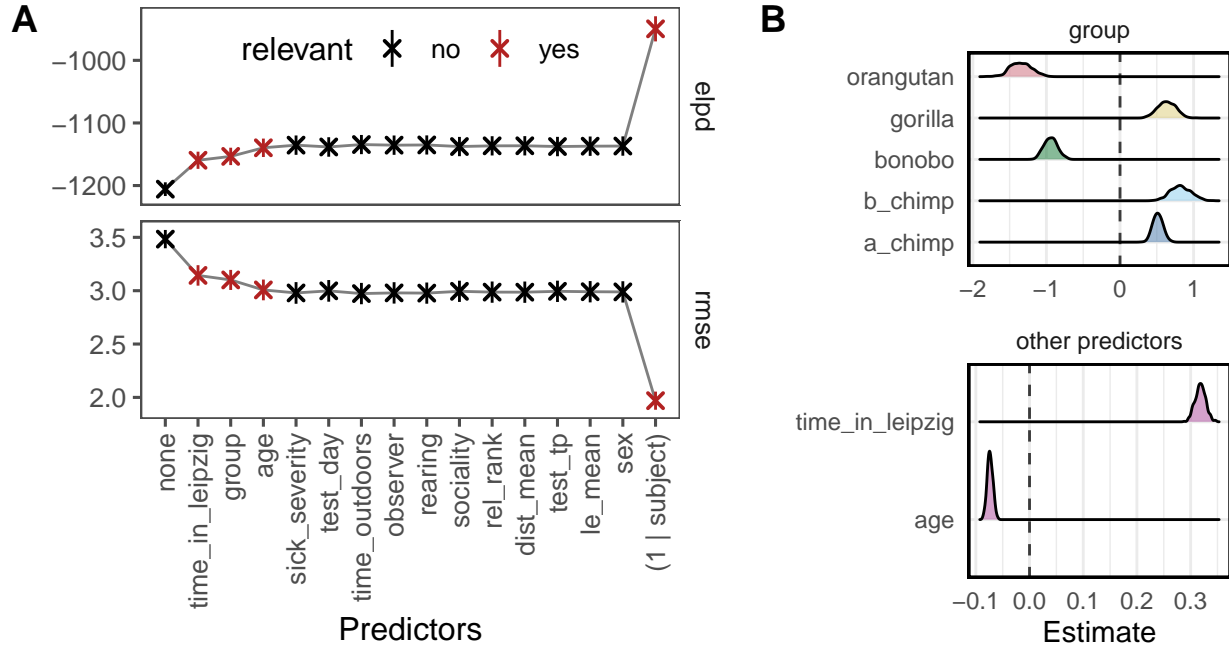 A
relevant no yes
−1000
−1100
−1200
elpd
3.5
3.0
2.5
2.0
rmse
none
time_in_leipzig
group
age
sick_severity
test_day
time_outdoors
observer
rearing
sociality
rel_rank
dist_mean
test_tp
le_mean
sex
(1 | subject)
Predictors
B
group
orangutan
gorilla
bonobo
b_chimp
a_chimp
−2 −1 0 1
other predictors
time_in_leipzig
age
−0.1 0.0 0.1 0.2 0.3
Estimate